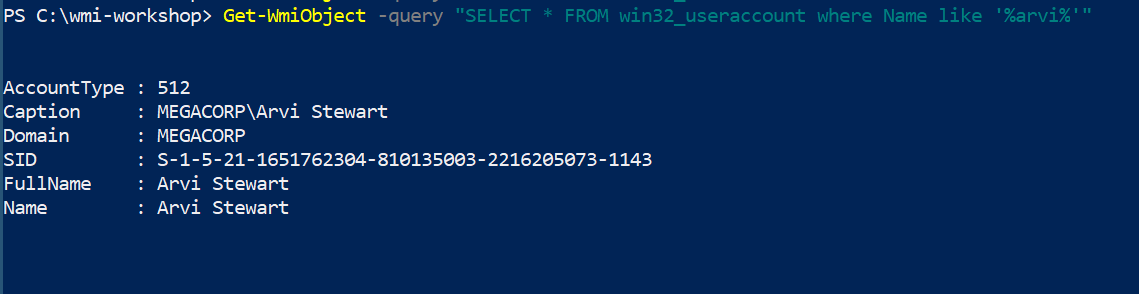 PS C:\wmi-workshop> Get-WmiObject -query "SELECT * FROM win32_useraccount where Name like '%arvi%'"
AccountType : 512
Caption     : MEGACORP\Arvi Stewart
Domain      : MEGACORP
SID         : S-1-5-21-1651762304-810135003-2216205073-1143
FullName    : Arvi Stewart
Name        : Arvi Stewart